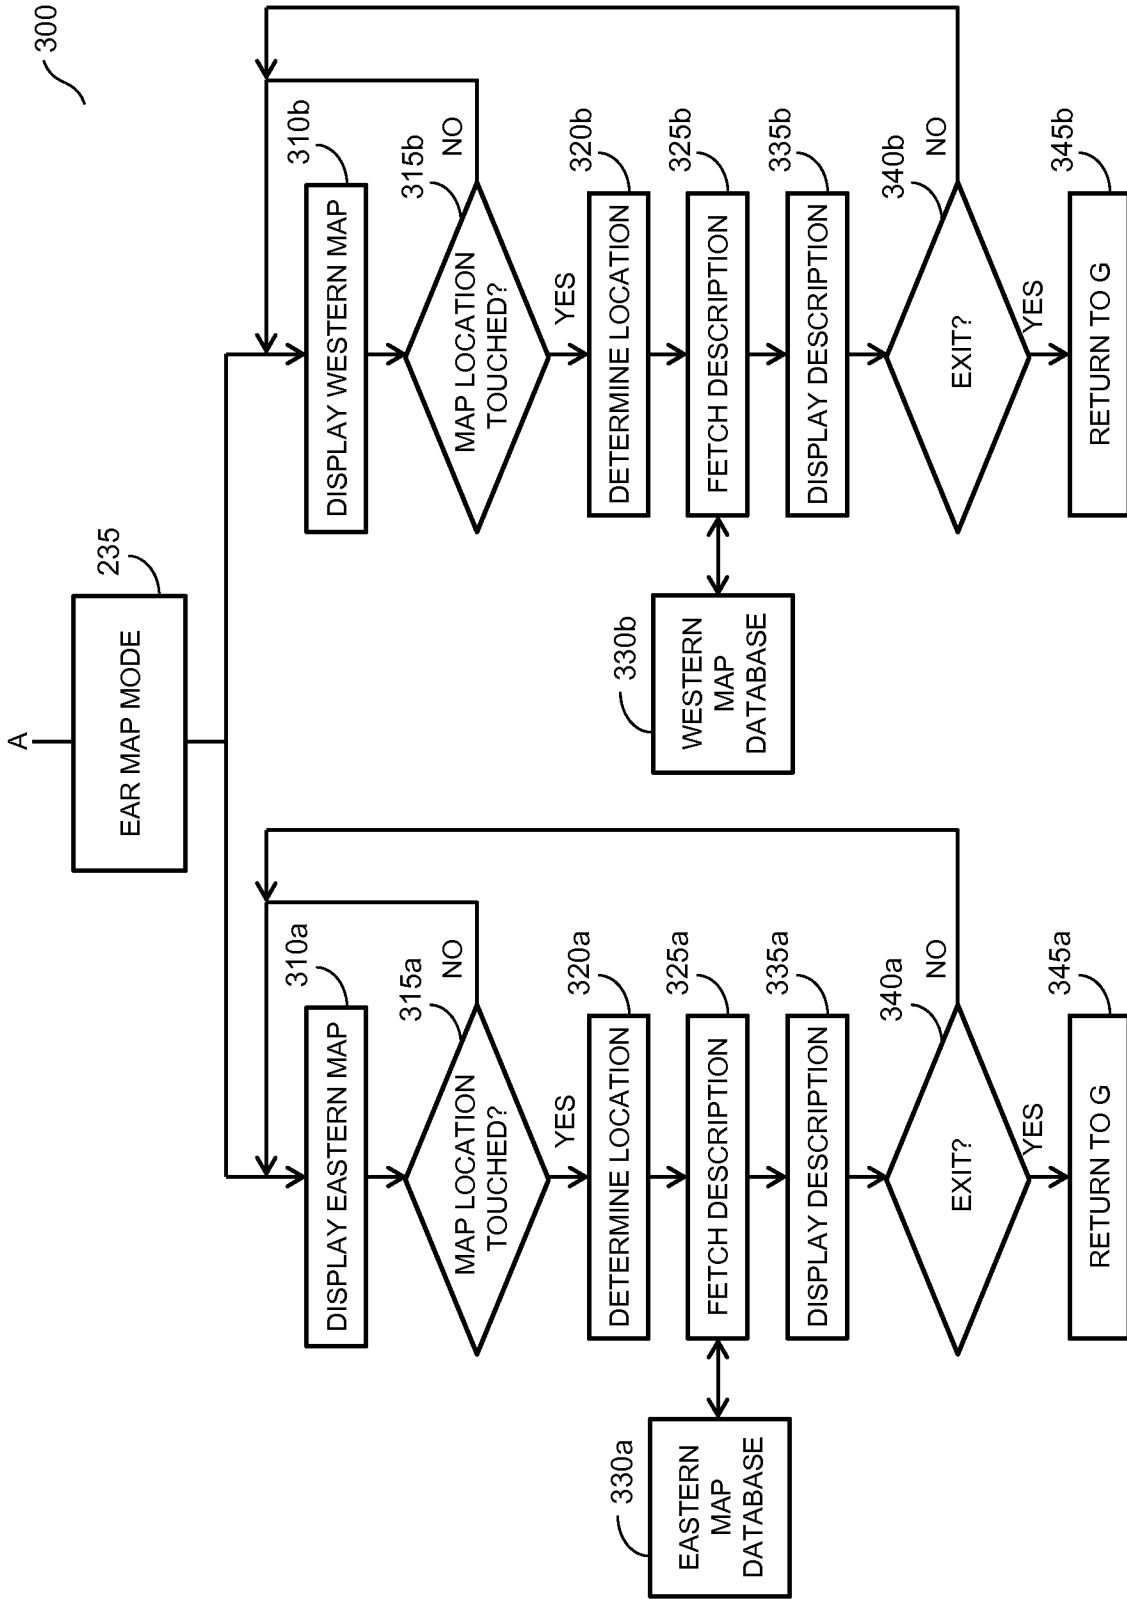 300
A
EAR MAP MODE
235
DISPLAY EASTERN MAP
310a
MAP LOCATION
TOUCHED?
315a
NO
YES
DETERMINE LOCATION
320a
FETCH DESCRIPTION
325a
EASTERN
MAP
DATABASE
330a
DISPLAY DESCRIPTION
335a
EXIT?
340a
NO
YES
RETURN TO G
345a
DISPLAY WESTERN MAP
310b
MAP LOCATION
TOUCHED?
315b
NO
YES
DETERMINE LOCATION
320b
FETCH DESCRIPTION
325b
WESTERN
MAP
DATABASE
330b
DISPLAY DESCRIPTION
335b
EXIT?
340b
NO
YES
RETURN TO G
345b